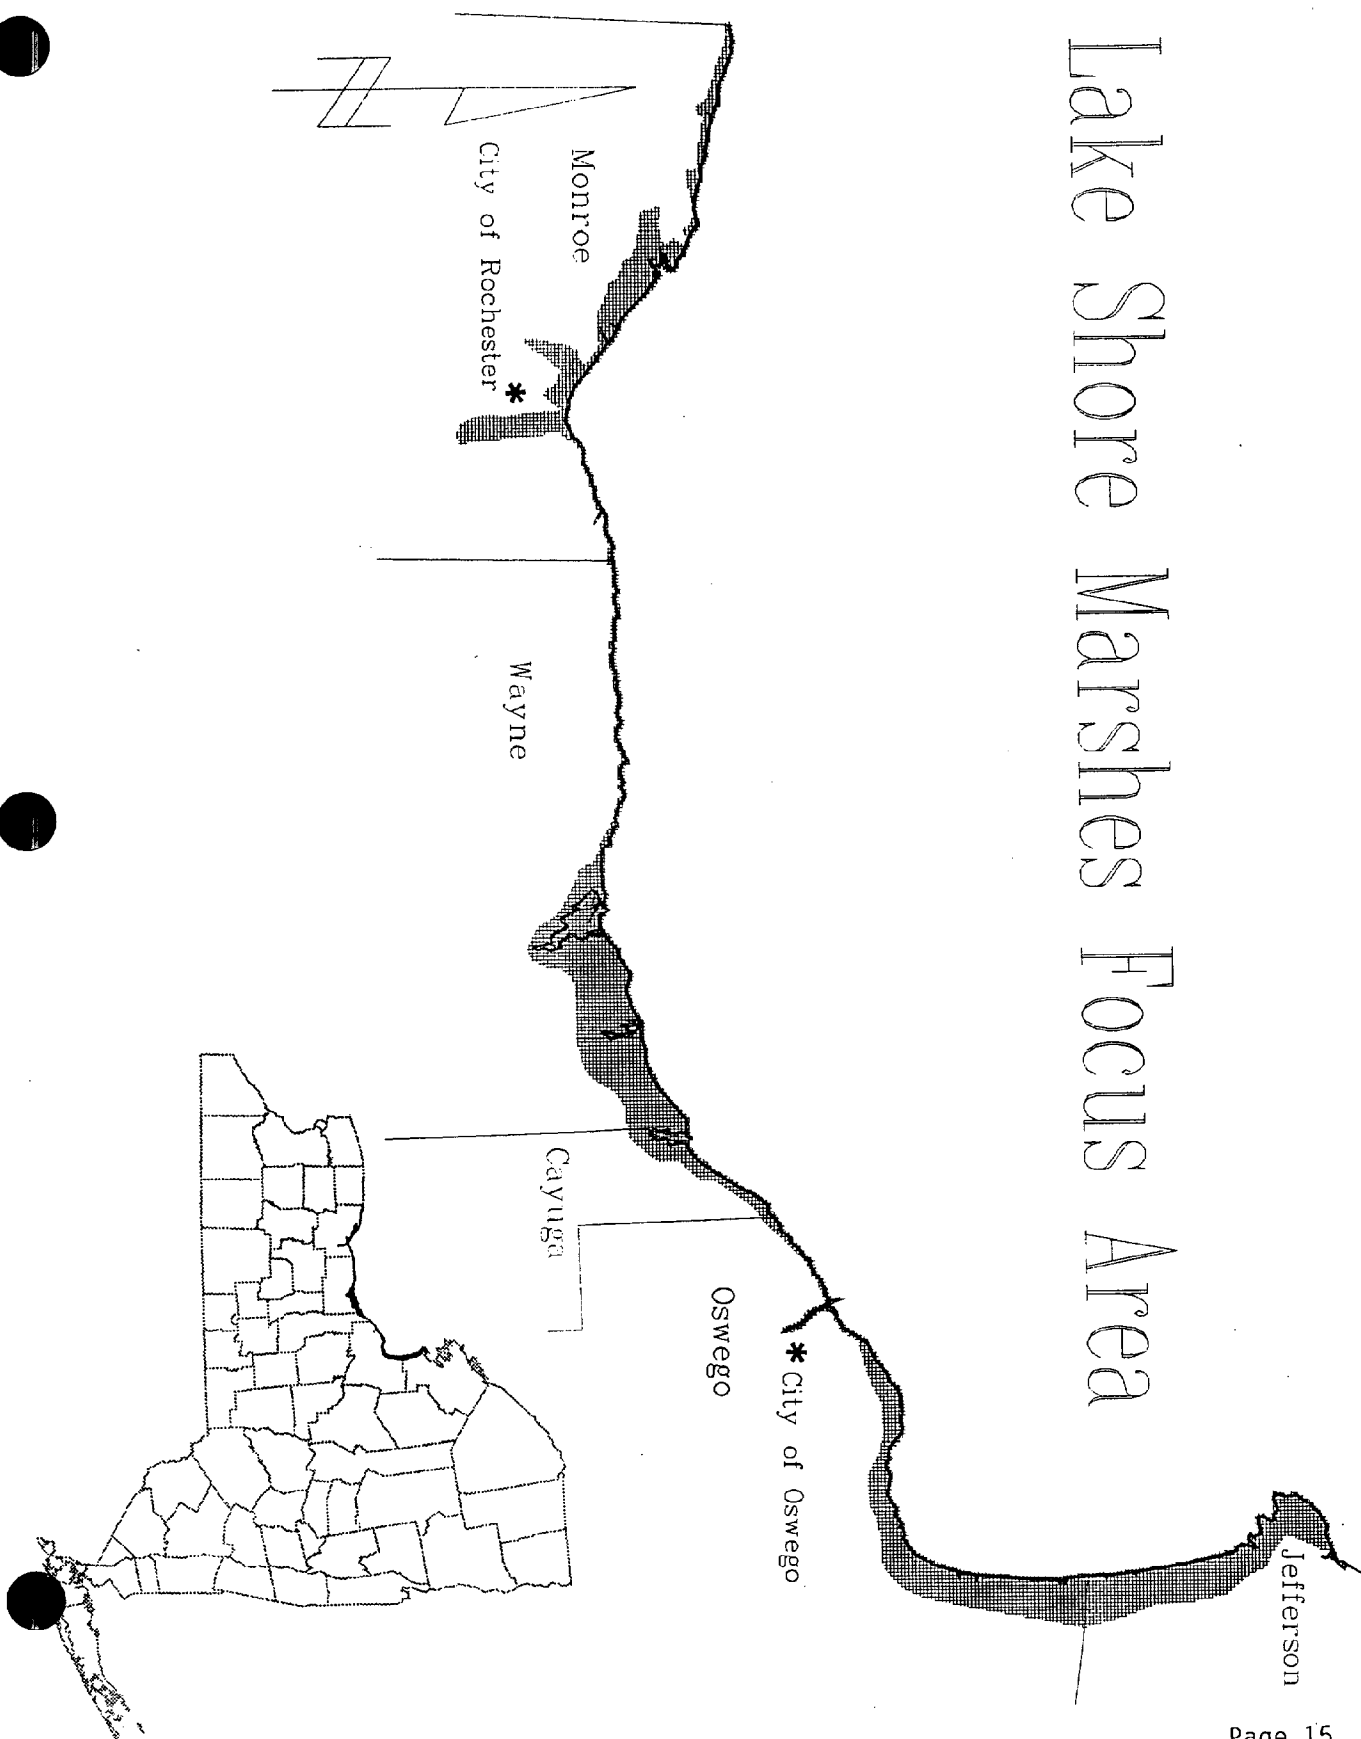 Lake Shore Marshes Focus Area
N
Monroe
City of Rochester
*
Wayne
Cayuga
Oswego
* City of Oswego
Jefferson
Page 15